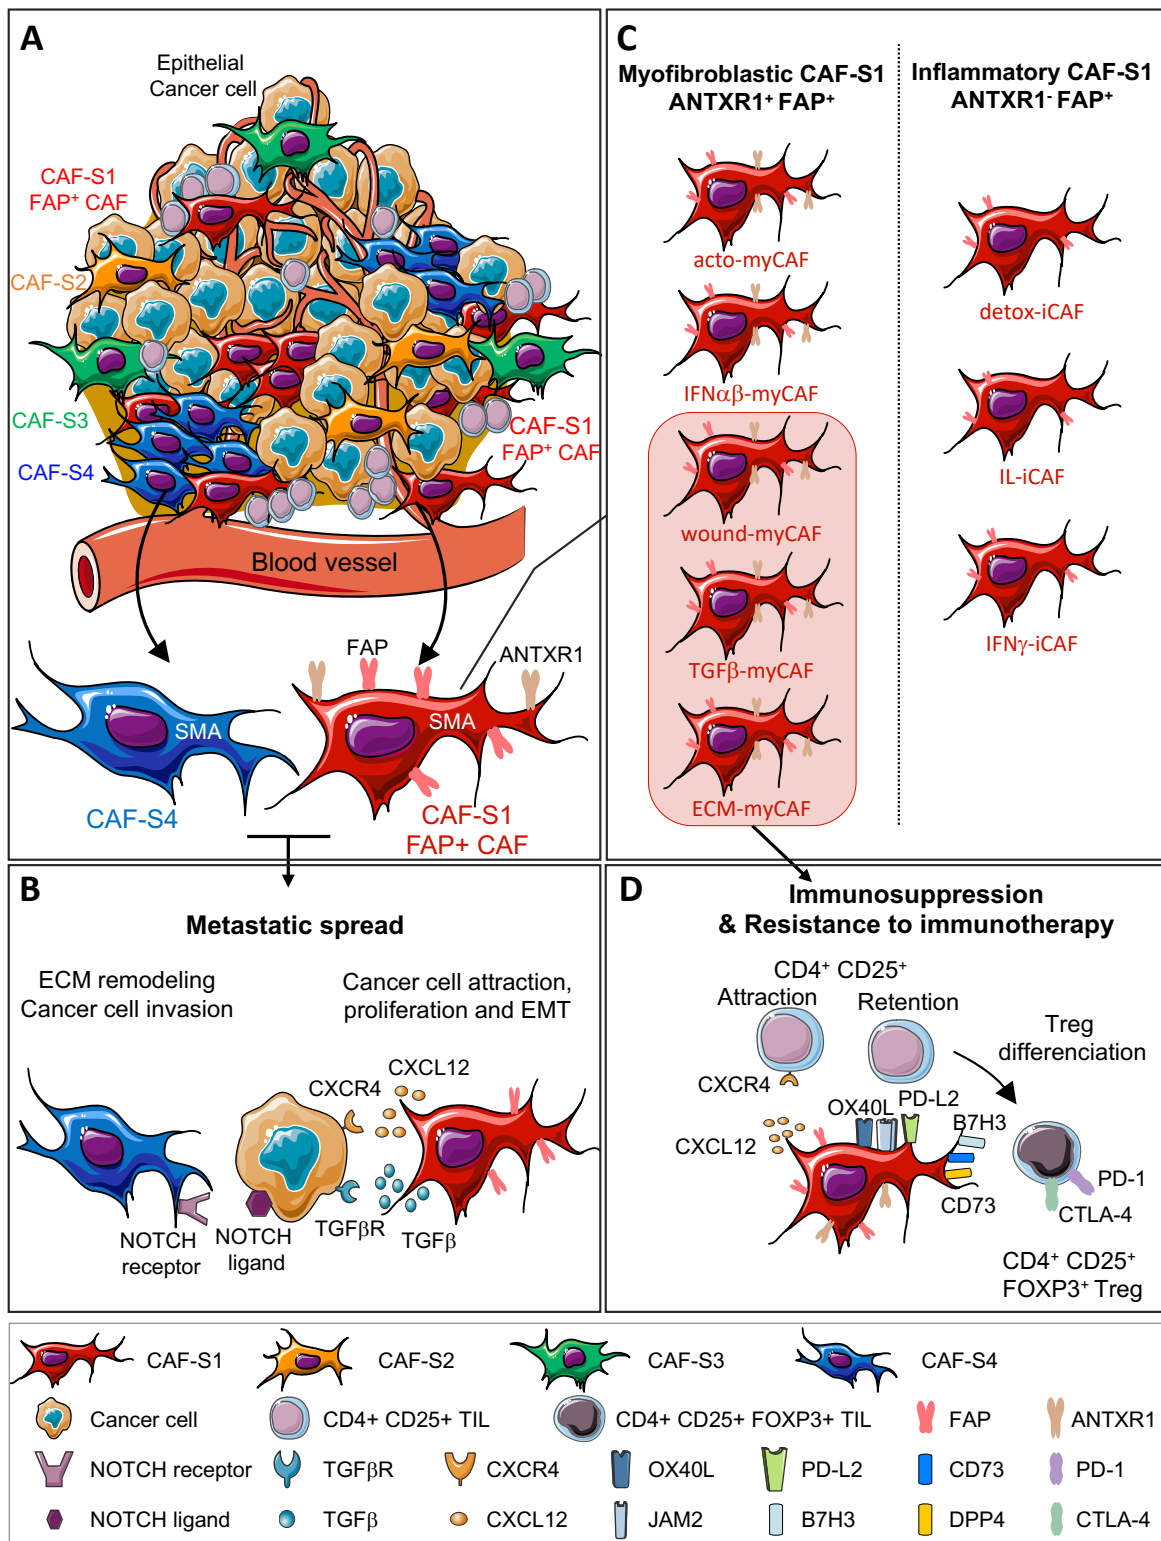 A
Epithelial
Cancer cell
CAF-S1
FAP⁺ CAF
CAF-S2
CAF-S3
CAF-S4
CAF-S1
FAP⁺ CAF
Blood vessel
FAP
ANTXR1
SMA
SMA
CAF-S4
CAF-S1
FAP+ CAF
B
Metastatic spread
ECM remodeling
Cancer cell invasion
Cancer cell attraction,
proliferation and EMT
CXCL12
CXCR4
NOTCH
receptor
NOTCH
ligand
TGFβR
TGFβ
C
Myofibroblastic CAF-S1
ANTXR1⁺ FAP⁺
Inflammatory CAF-S1
ANTXR1⁻ FAP⁺
acto-myCAF
IFNαβ-myCAF
wound-myCAF
TGFβ-myCAF
ECM-myCAF
detox-iCAF
IL-iCAF
IFNγ-iCAF
D
Immunosuppression
& Resistance to immunotherapy
CD4⁺ CD25⁺
Attraction
Retention
Treg
differenciation
CXCR4
CXCL12
OX40L
PD-L2
B7H3
CD73
PD-1
CTLA-4
CD4⁺ CD25⁺
FOXP3⁺ Treg
CAF-S1
CAF-S2
CAF-S3
CAF-S4
Cancer cell
CD4+ CD25+ TIL
CD4+ CD25+ FOXP3+ TIL
FAP
ANTXR1
NOTCH receptor
TGFβR
CXCR4
OX40L
PD-L2
CD73
PD-1
NOTCH ligand
TGFβ
CXCL12
JAM2
B7H3
DPP4
CTLA-4